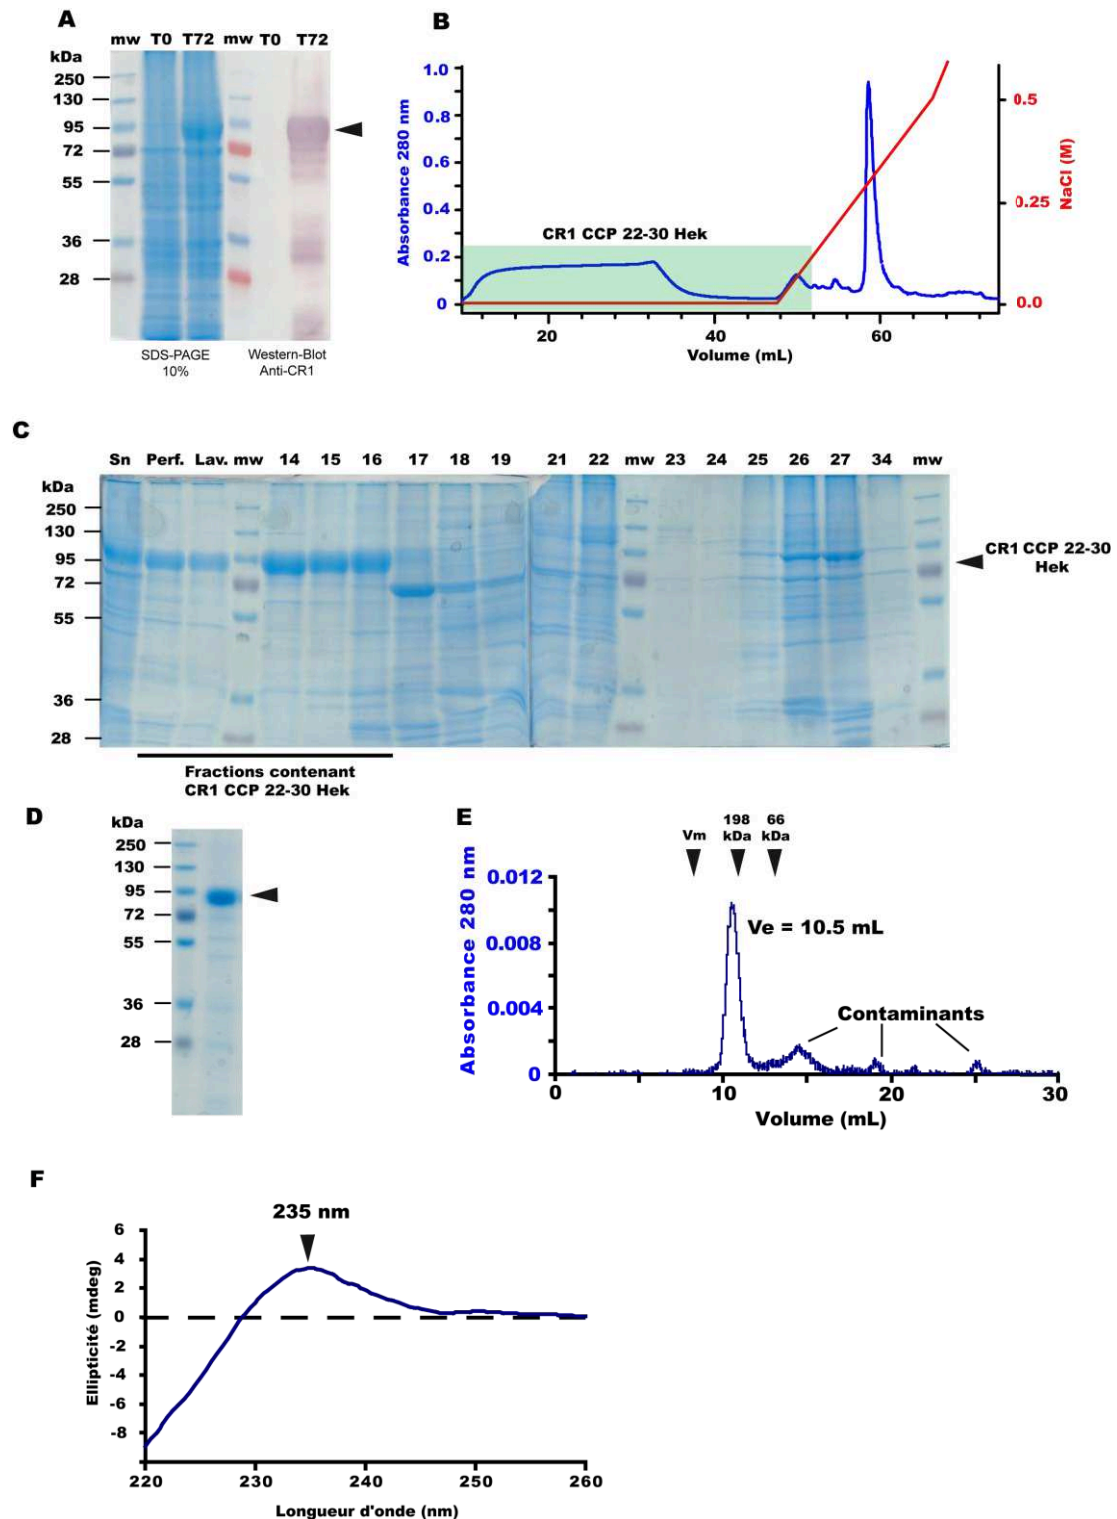 A
mw T0 T72 mw T0 T72
kDa
250
130
95
72
55
36
28
SDS-PAGE
10%
Western-Blot
Anti-CR1
B
Absorbance 280 nm
1.0
0.8
0.6
0.4
0.2
0
CR1 CCP 22-30 Hek
20 40 60
Volume (mL)
0.5
0.25
0.0
NaCl (M)
C
Sn Perf. Lav. mw 14 15 16 17 18 19 21 22 mw 23 24 25 26 27 34 mw
kDa
250
130
95
72
55
36
28
CR1 CCP 22-30
Hek
Fractions contenant
CR1 CCP 22-30 Hek
D
kDa
250
130
95
72
55
36
28
E
Vm
198
kDa
66
kDa
Absorbance 280 nm
0.012
0.008
0.004
0
Ve = 10.5 mL
Contaminants
0 10 20 30
Volume (mL)
F
235 nm
Ellipticité (mdeg)
6
4
2
0
-2
-4
-6
-8
220 230 240 250 260
Longueur d'onde (nm)